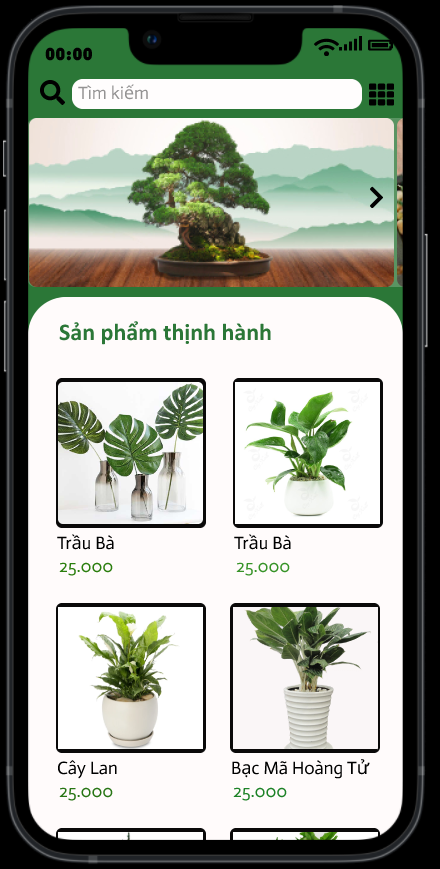 00:00
Tìm kiếm
Sản phẩm thịnh hành
Trầu Bà
Trầu Bà
25.000
25.000
Cây Lan
Bạc Mã Hoàng Tử
25.000
25.000